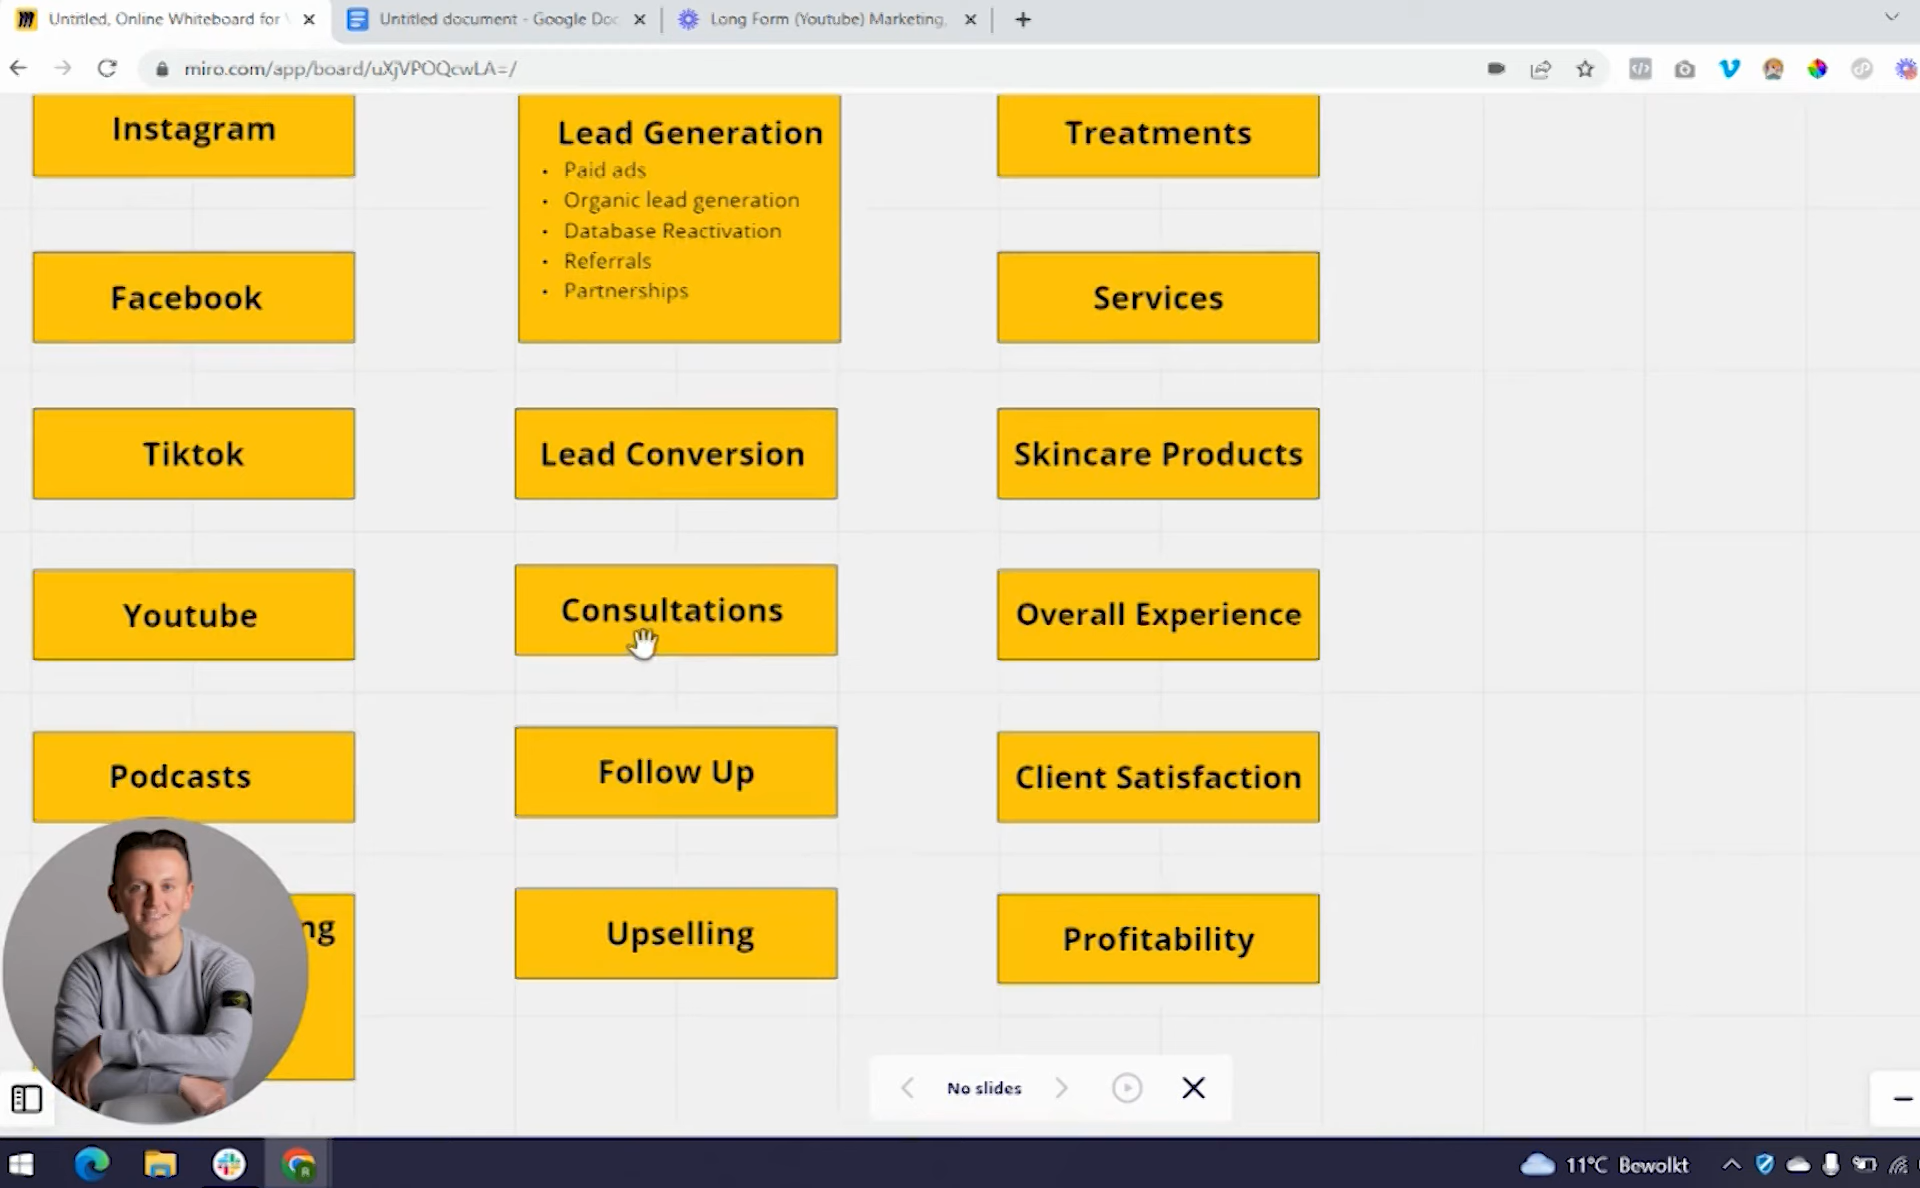 Untitled, Online Whiteboard for
Untitled document - Google Doc
Long Form (Youtube) Marketing,
miro.com/app/board/uXjVPOQcwLA=/
Instagram
Facebook
Tiktok
Youtube
Podcasts
ng
Lead Generation
• Paid ads
• Organic lead generation
• Database Reactivation
• Referrals
• Partnerships
Lead Conversion
Consultations
Follow Up
Upselling
Treatments
Services
Skincare Products
Overall Experience
Client Satisfaction
Profitability
No slides
11°C Bewolkt